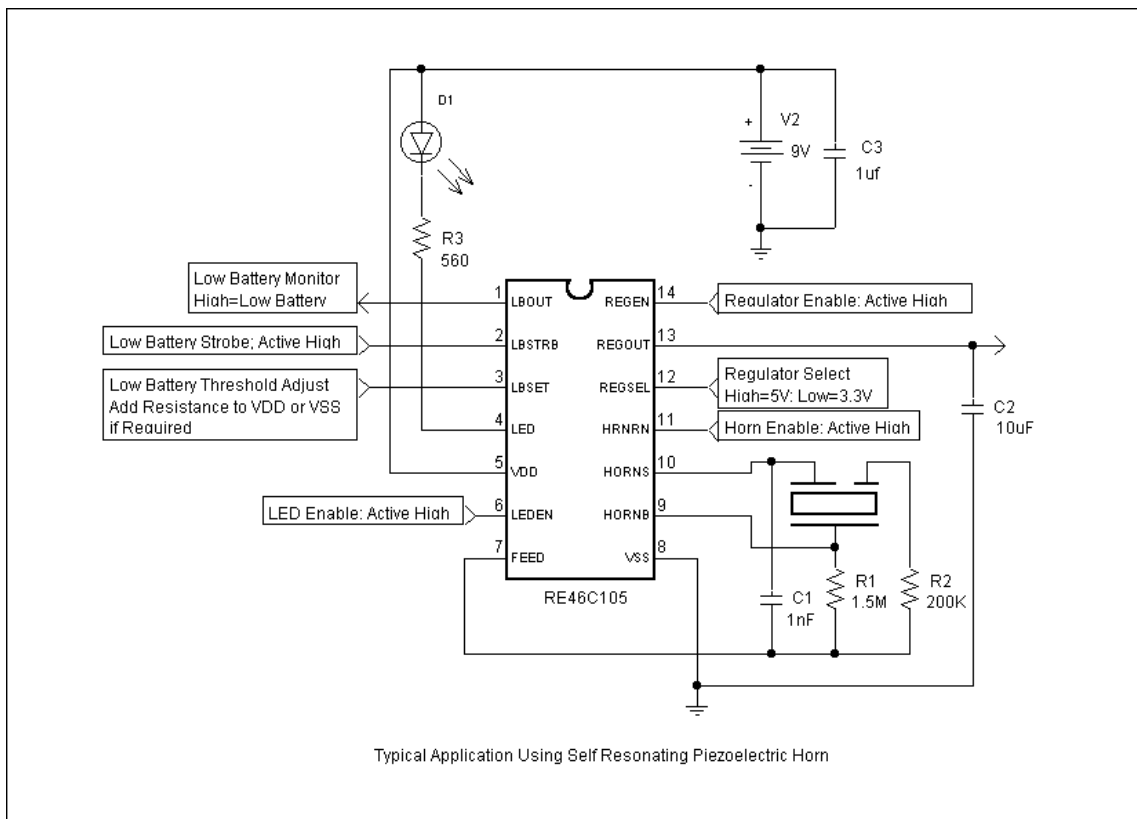 D1
+
V2
9V
-
C3
1uf
R3
560
Low Battery Monitor
High=Low Battery
1
LBOUT
REGEN
14
Regulator Enable: Active High
Low Battery Strobe; Active High
2
LBSTRB
REGOUT
13
Low Battery Threshold Adjust
Add Resistance to VDD or VSS
if Required
3
LBSET
REGSEL
12
Regulator Select
High=5V: Low=3.3V
C2
10uF
4
LED
HRNRN
11
Horn Enable: Active High
5
VDD
HORNS
10
LED Enable: Active High
6
LEDEN
HORNB
9
7
FEED
VSS
8
RE46C105
C1
1nF
R1
1.5M
R2
200K
Typical Application Using Self Resonating Piezoelectric Horn